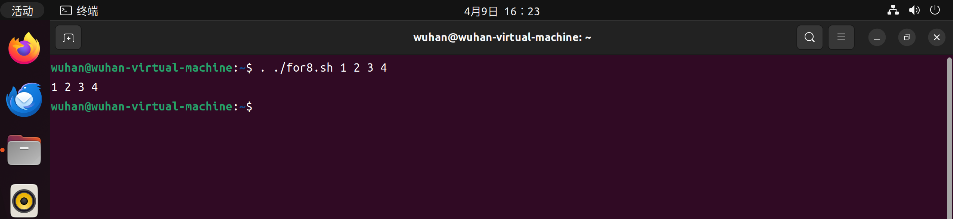 活动 终端 4月9日 16：23
wuhan@wuhan-virtual-machine: ~
wuhan@wuhan-virtual-machine:~$ . ./for8.sh 1 2 3 4
1 2 3 4
wuhan@wuhan-virtual-machine:~$